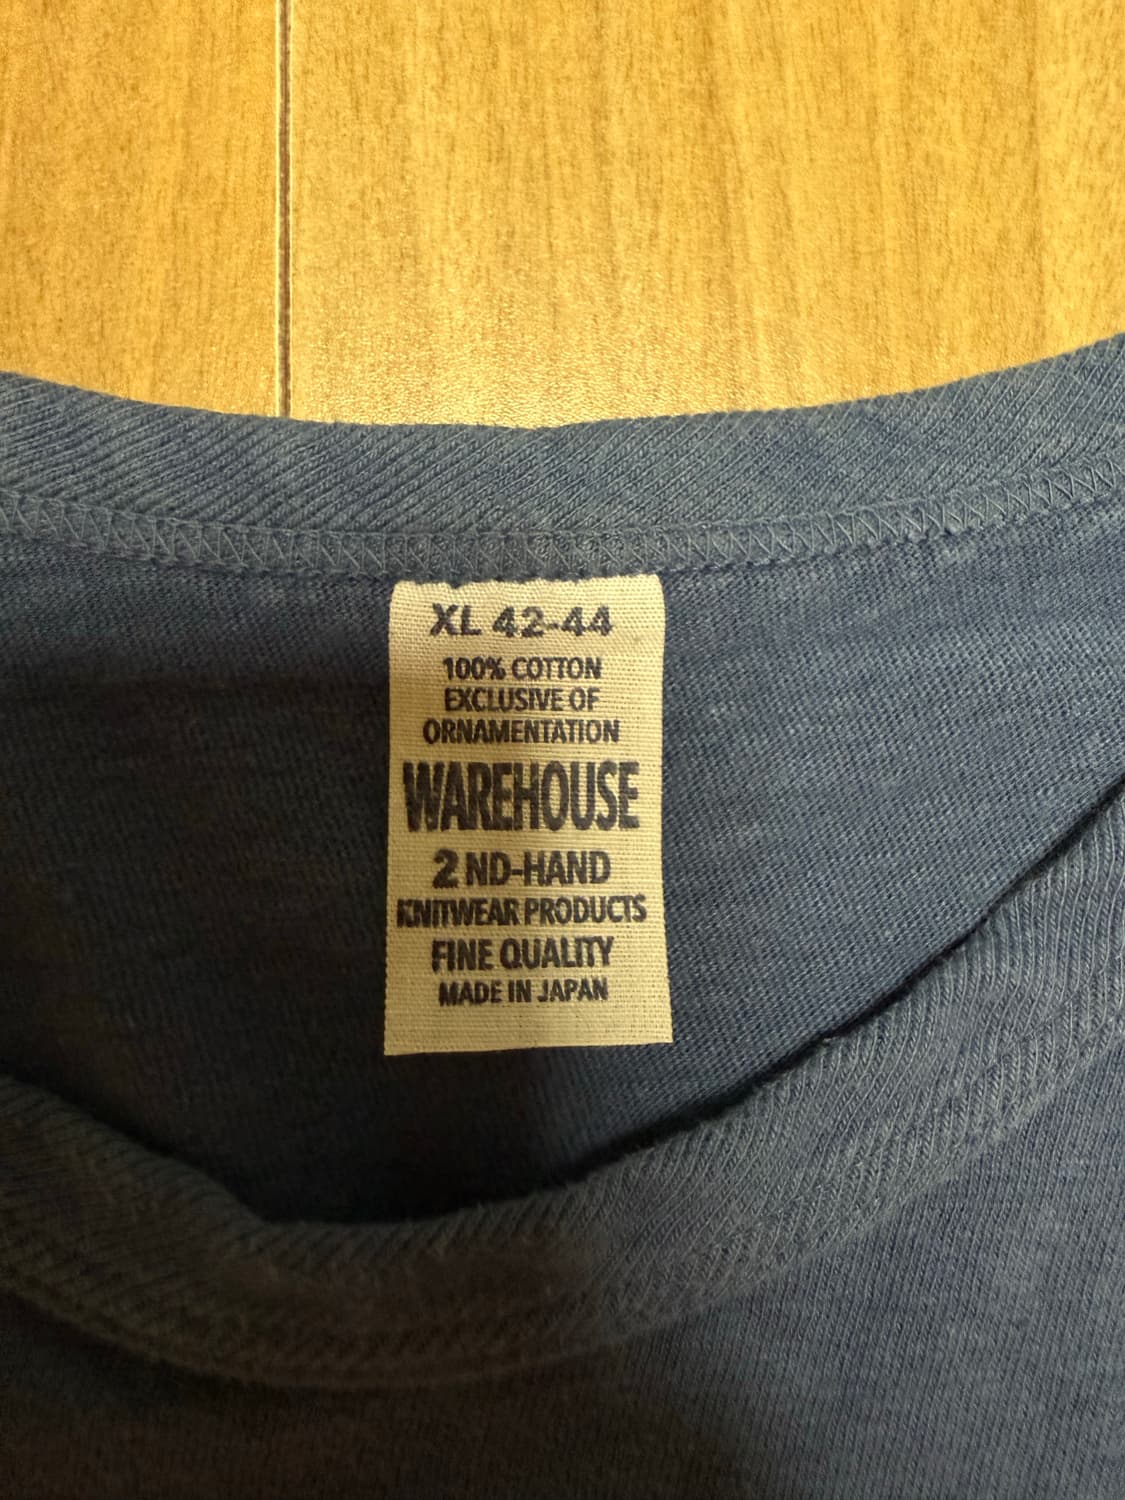 XL 42-44
100% COTTON
EXCLUSIVE OF
ORNAMENTATION
WAREHOUSE
2 ND-HAND
KNITWEAR PRODUCTS
FINE QUALITY
MADE IN JAPAN